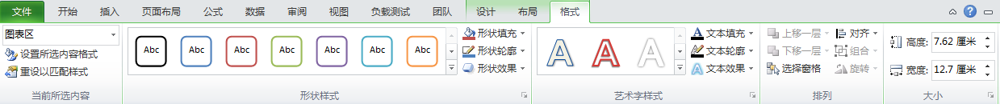 文件 开始 插入 页面布局 公式 数据 审阅 视图 负载测试 团队 设计 布局 格式
图表区
设置所选内容格式
重设以匹配样式
当前所选内容
Abc Abc Abc Abc Abc Abc Abc
形状填充
形状轮廓
形状效果
形状样式
A A A
文本填充
文本轮廓
文本效果
艺术字样式
上移一层 对齐
下移一层 组合
选择窗格 旋转
排列
高度: 7.62 厘米
宽度: 12.7 厘米
大小